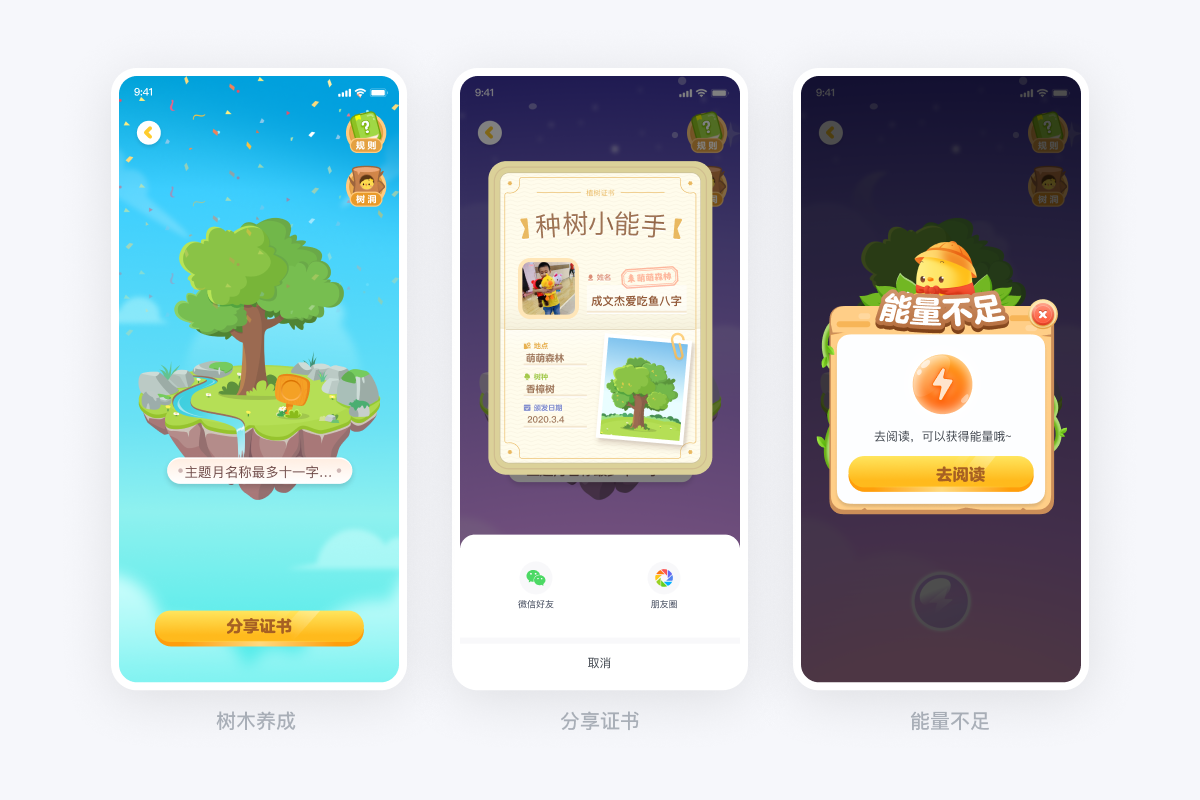 9:41
规则
树洞
主题月名称最多十一字...
分享证书
树木养成
9:41
规则
植树证书
种树小能手
姓名
萌萌森林
成文杰爱吃鱼八字
地点
萌萌森林
树种
香樟树
颁发日期
2020.3.4
微信好友
朋友圈
取消
分享证书
9:41
规则
树洞
能量不足
去阅读,可以获得能量哦~
去阅读
能量不足